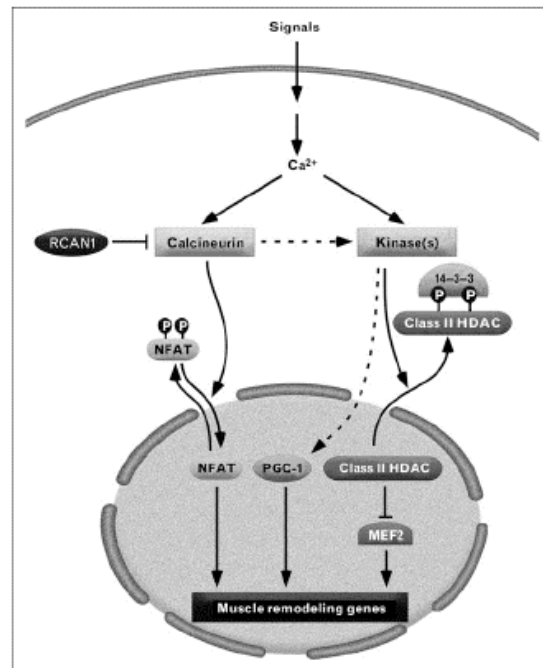 Signals
Ca²⁺
RCAN1
Calcineurin
Kinase(s)
14–3–3
P P
Class II HDAC
P P
NFAT
NFAT
PGC-1
Class II HDAC
MEF2
Muscle remodeling genes